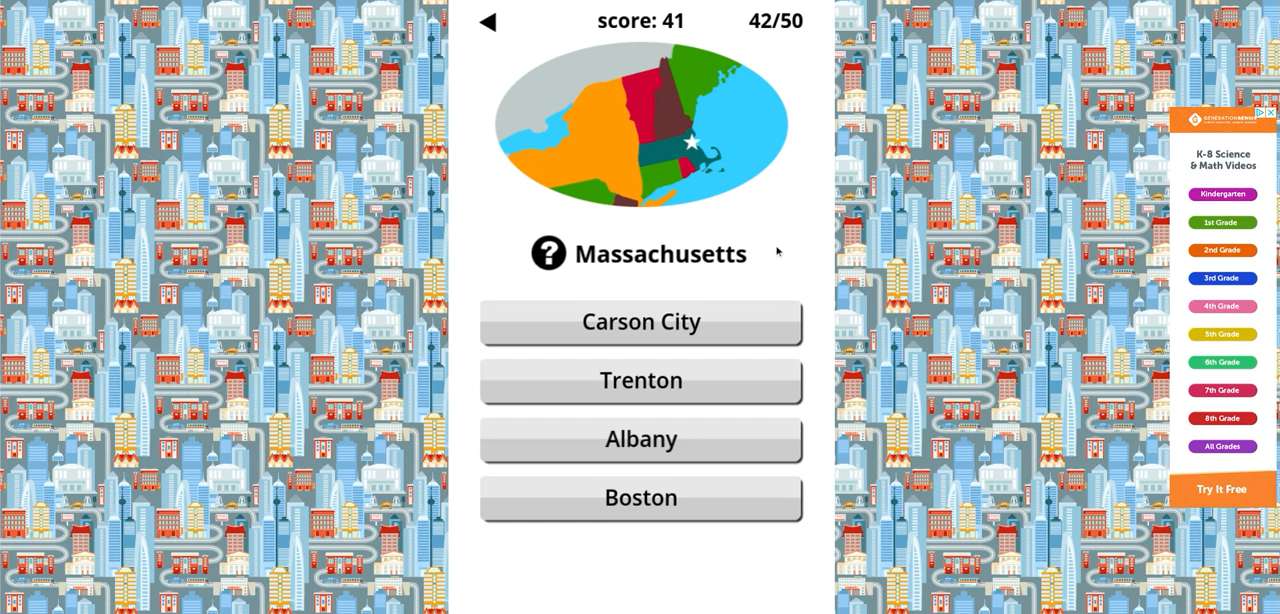 score: 41
42/50
?
Massachusetts
Carson City
Trenton
Albany
Boston
GENERATIONGENIUS
K-8 Science
& Math Videos
Kindergarten
1st Grade
2nd Grade
3rd Grade
4th Grade
5th Grade
6th Grade
7th Grade
8th Grade
All Grades
Try It Free